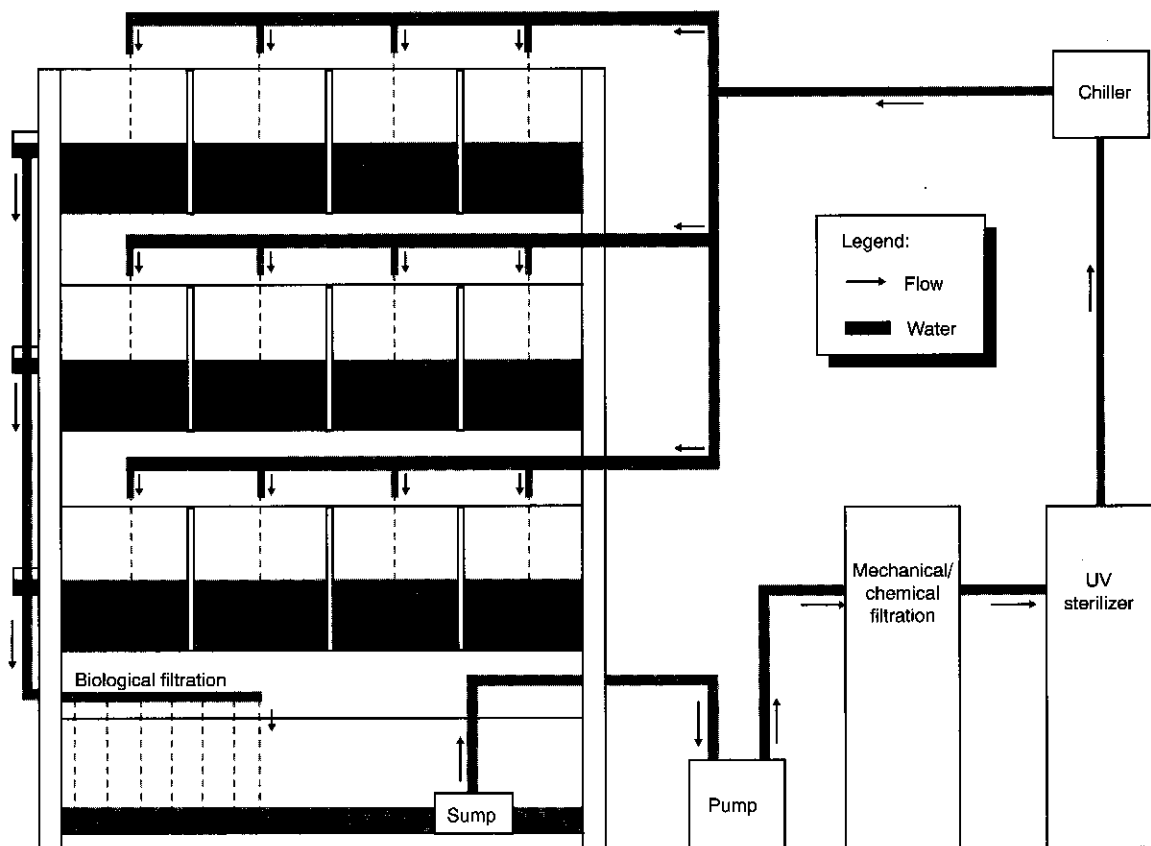 Chiller
Legend:
Flow
Water
Mechanical/
chemical
filtration
UV
sterilizer
Biological filtration
Sump
Pump